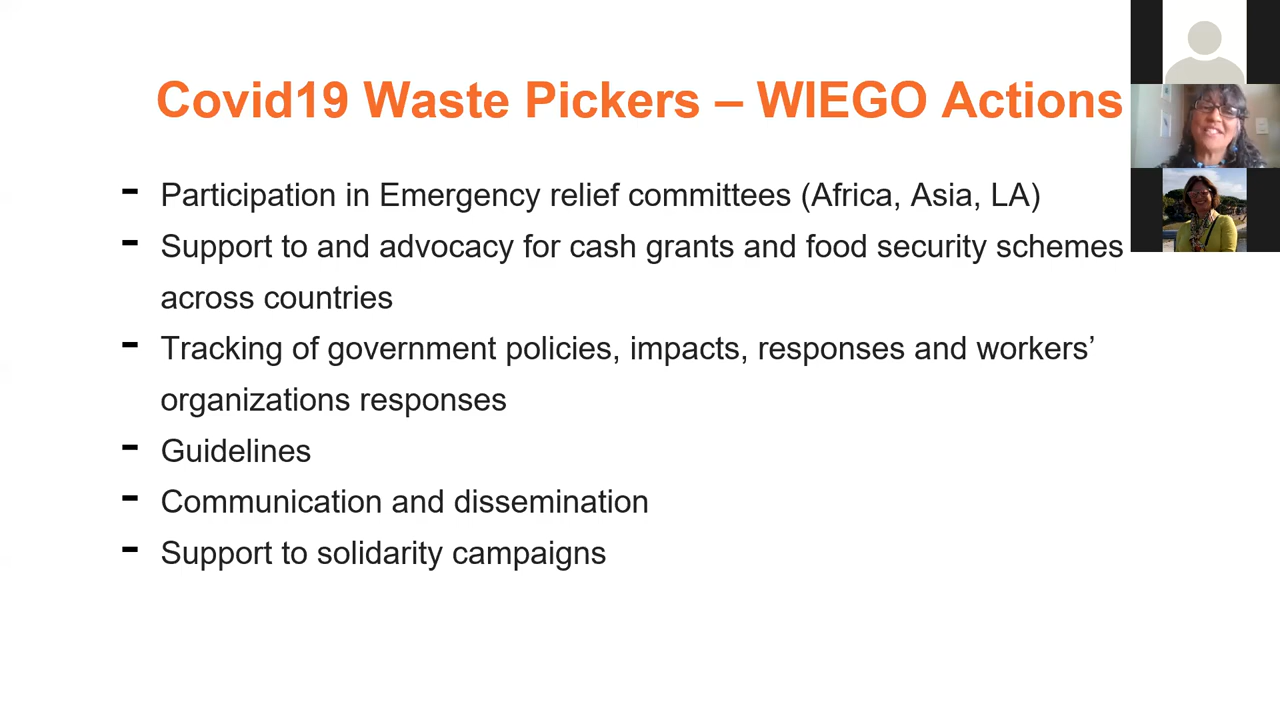 Covid19 Waste Pickers – WIEGO Actions
- Participation in Emergency relief committees (Africa, Asia, LA)
- Support to and advocacy for cash grants and food security schemes
across countries
- Tracking of government policies, impacts, responses and workers’
organizations responses
- Guidelines
- Communication and dissemination
- Support to solidarity campaigns